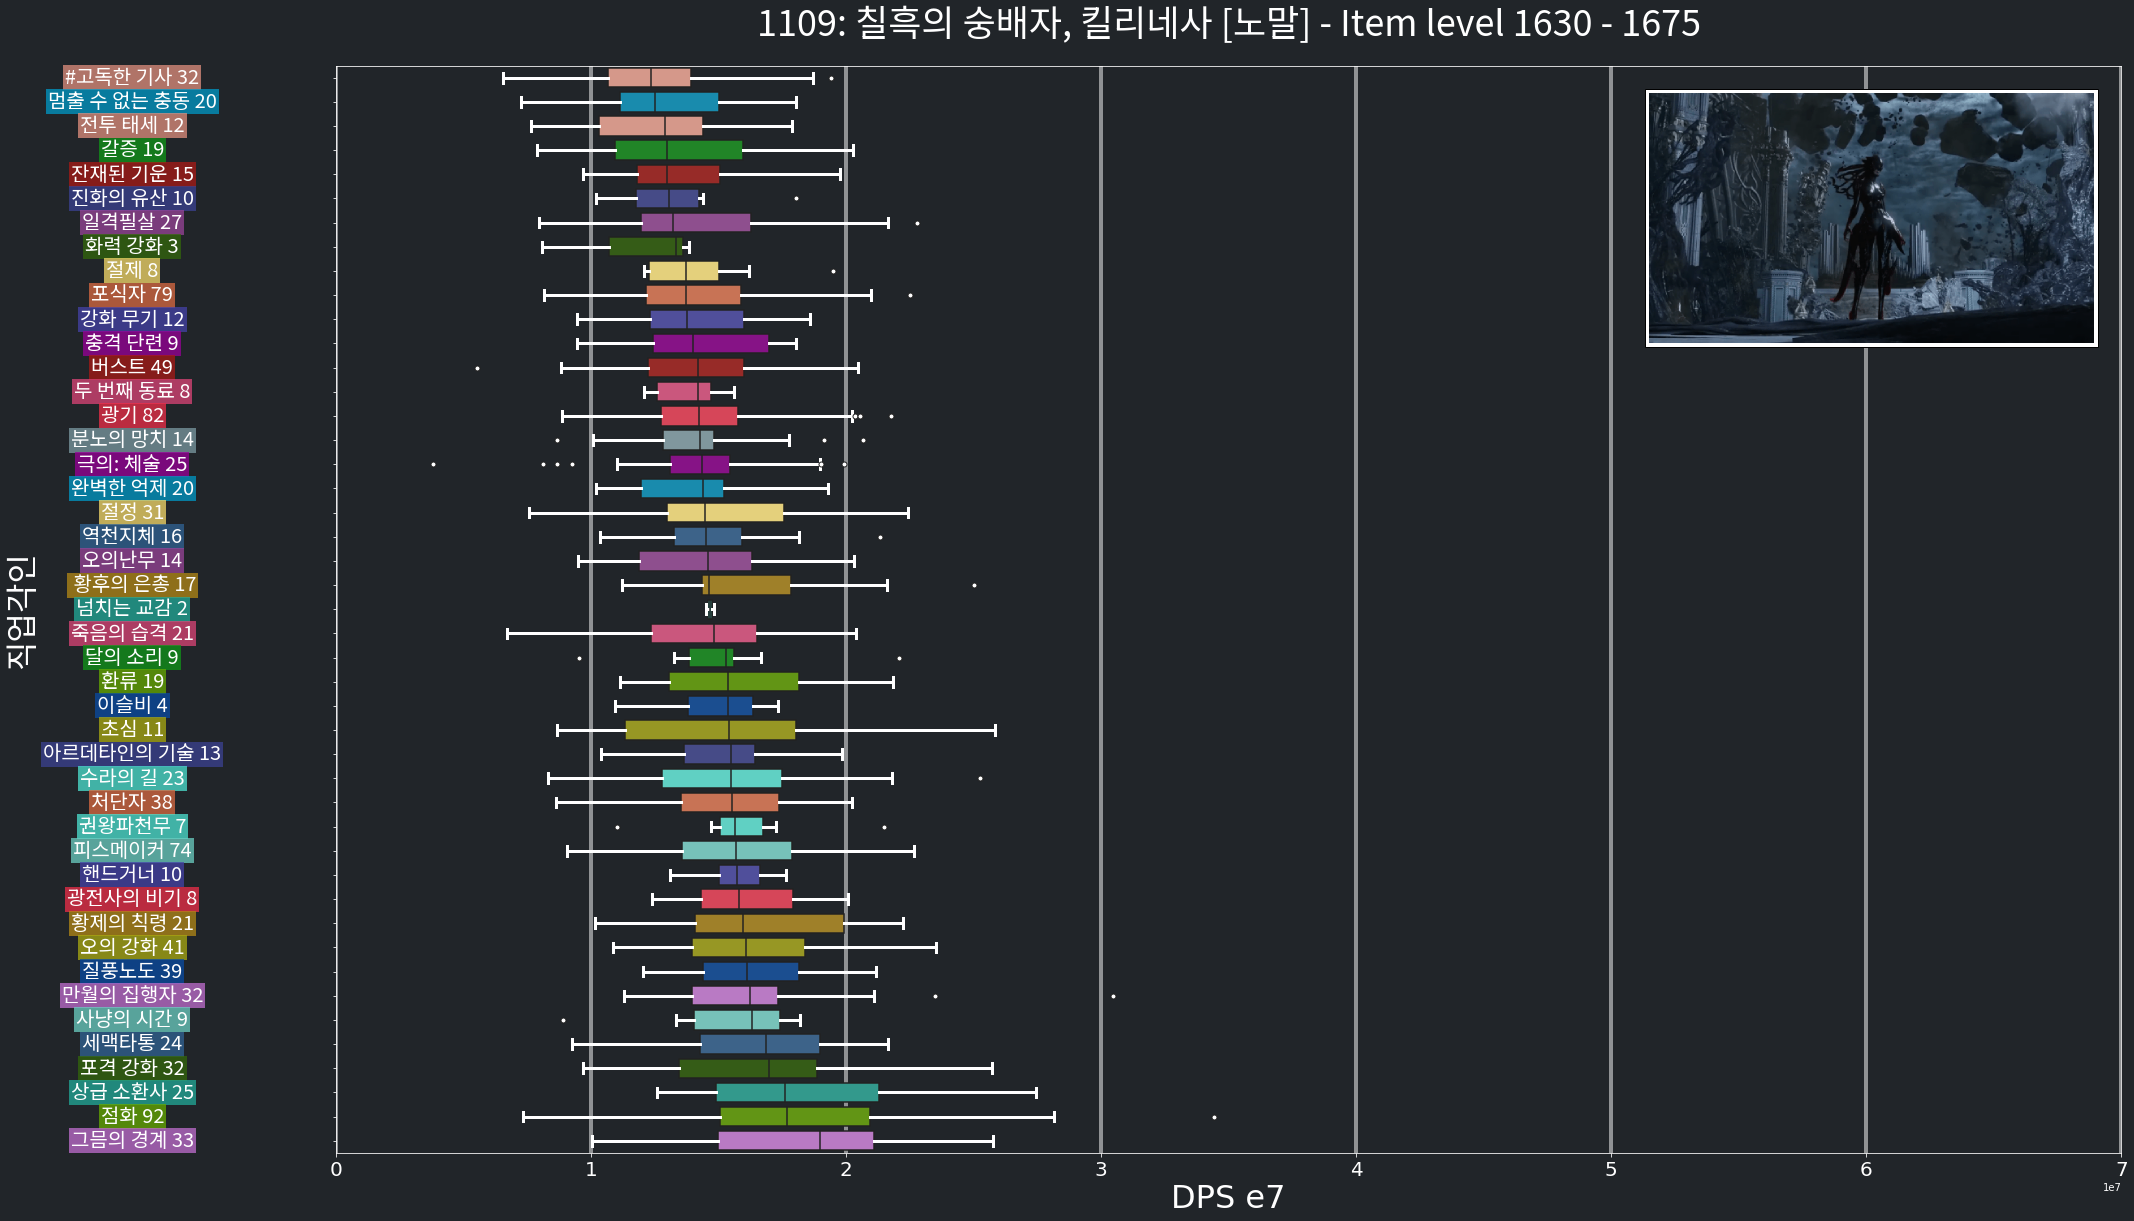 1109: 칠흑의 숭배자, 킬리네사 [노말] - Item level 1630 - 1675
#고독한 기사 32
멈출 수 없는 충동 20
전투 태세 12
갈증 19
잔재된 기운 15
진화의 유산 10
일격필살 27
화력 강화 3
절제 8
포식자 79
강화 무기 12
충격 단련 9
버스트 49
두 번째 동료 8
광기 82
분노의 망치 14
극의: 체술 25
완벽한 억제 20
절정 31
역천지체 16
오의난무 14
황후의 은총 17
넘치는 교감 2
죽음의 습격 21
달의 소리 9
환류 19
이슬비 4
초심 11
아르데타인의 기술 13
수라의 길 23
처단자 38
권왕파천무 7
피스메이커 74
핸드거너 10
광전사의 비기 8
황제의 칙령 21
오의 강화 41
질풍노도 39
만월의 집행자 32
사냥의 시간 9
세맥타통 24
포격 강화 32
상급 소환사 25
점화 92
그믐의 경계 33
직업각인
0 1 2 3 4 5 6 7
1e7
DPS e7